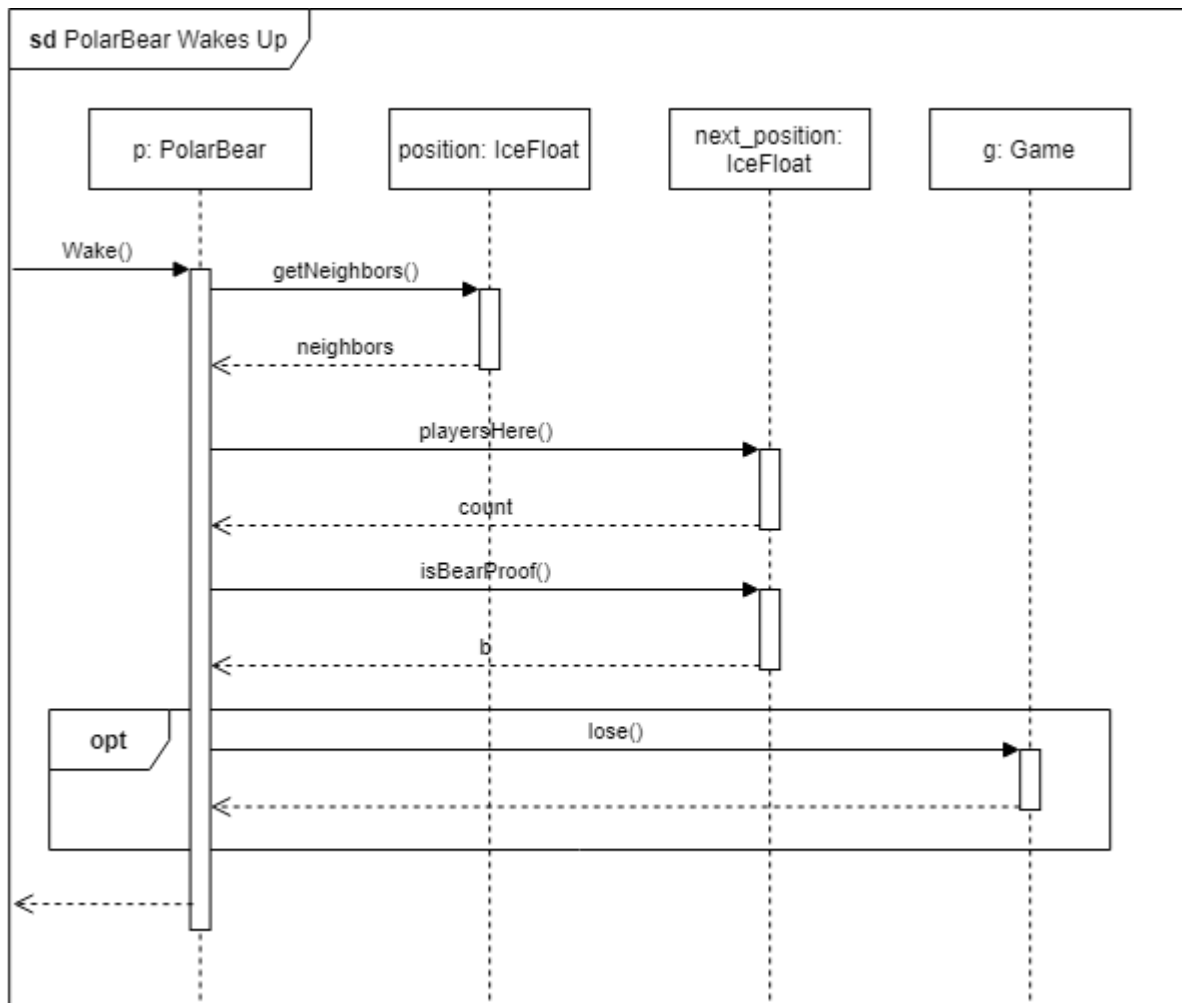 sd PolarBear Wakes Up
p: PolarBear
position: IceFloat
next_position:
IceFloat
g: Game
Wake()
getNeighbors()
neighbors
playersHere()
count
isBearProof()
b
opt
lose()